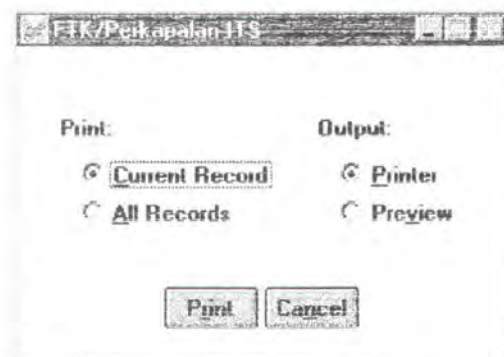 FTK/Perkapalan ITS
Print: Output:
Current Record Printer
All Records Preview
Print Cancel